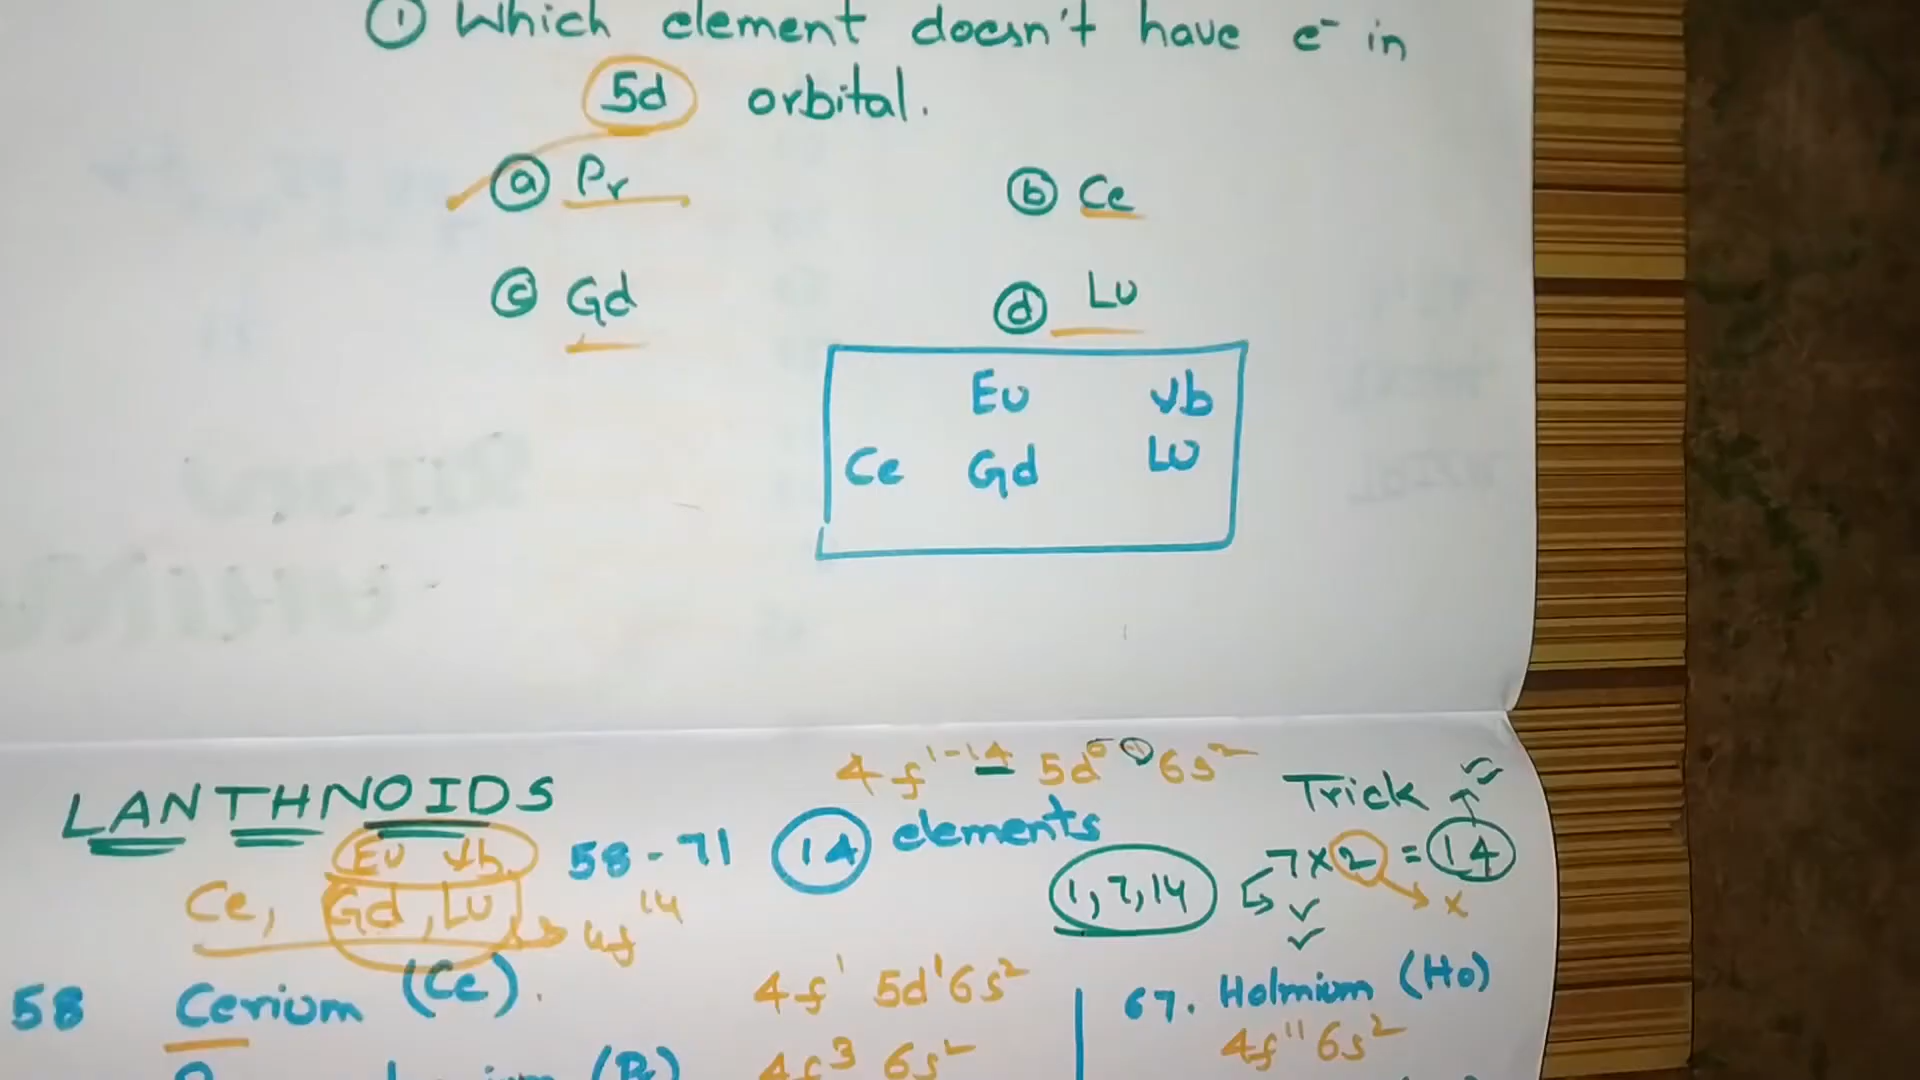 ① Which element doesn't have e⁻ in
5d orbital.
ⓐ Pr ⓑ Ce
ⓒ Gd ⓓ Lu
Eu Yb
Ce Gd Lu
LANTHNOIDS 4f¹⁻¹⁴ 5d⁰⁻¹ 6s² Trick
Eu Yb 58-71 14 elements 7×2=14
Ce, Gd, Lu, 4f¹⁴ 1,7,14 x
58 Cerium (Ce). 4f¹ 5d¹ 6s² 67. Holmium (Ho)
4f¹¹ 6s²
(Pr) 4f³ 6s²